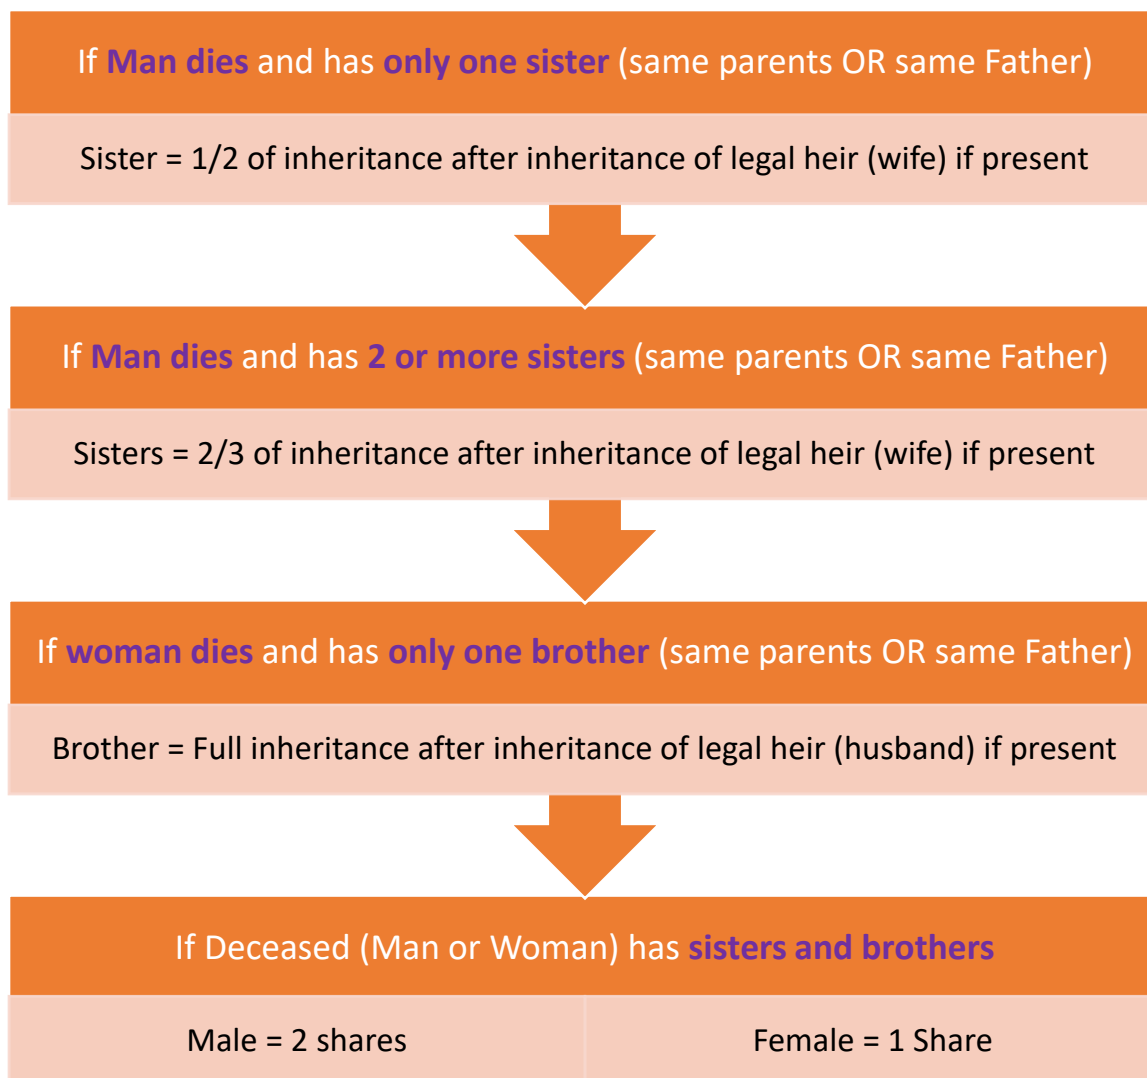 If Man dies and has only one sister (same parents OR same Father)
Sister = 1/2 of inheritance after inheritance of legal heir (wife) if present
If Man dies and has 2 or more sisters (same parents OR same Father)
Sisters = 2/3 of inheritance after inheritance of legal heir (wife) if present
If woman dies and has only one brother (same parents OR same Father)
Brother = Full inheritance after inheritance of legal heir (husband) if present
If Deceased (Man or Woman) has sisters and brothers
Male = 2 shares
Female = 1 Share